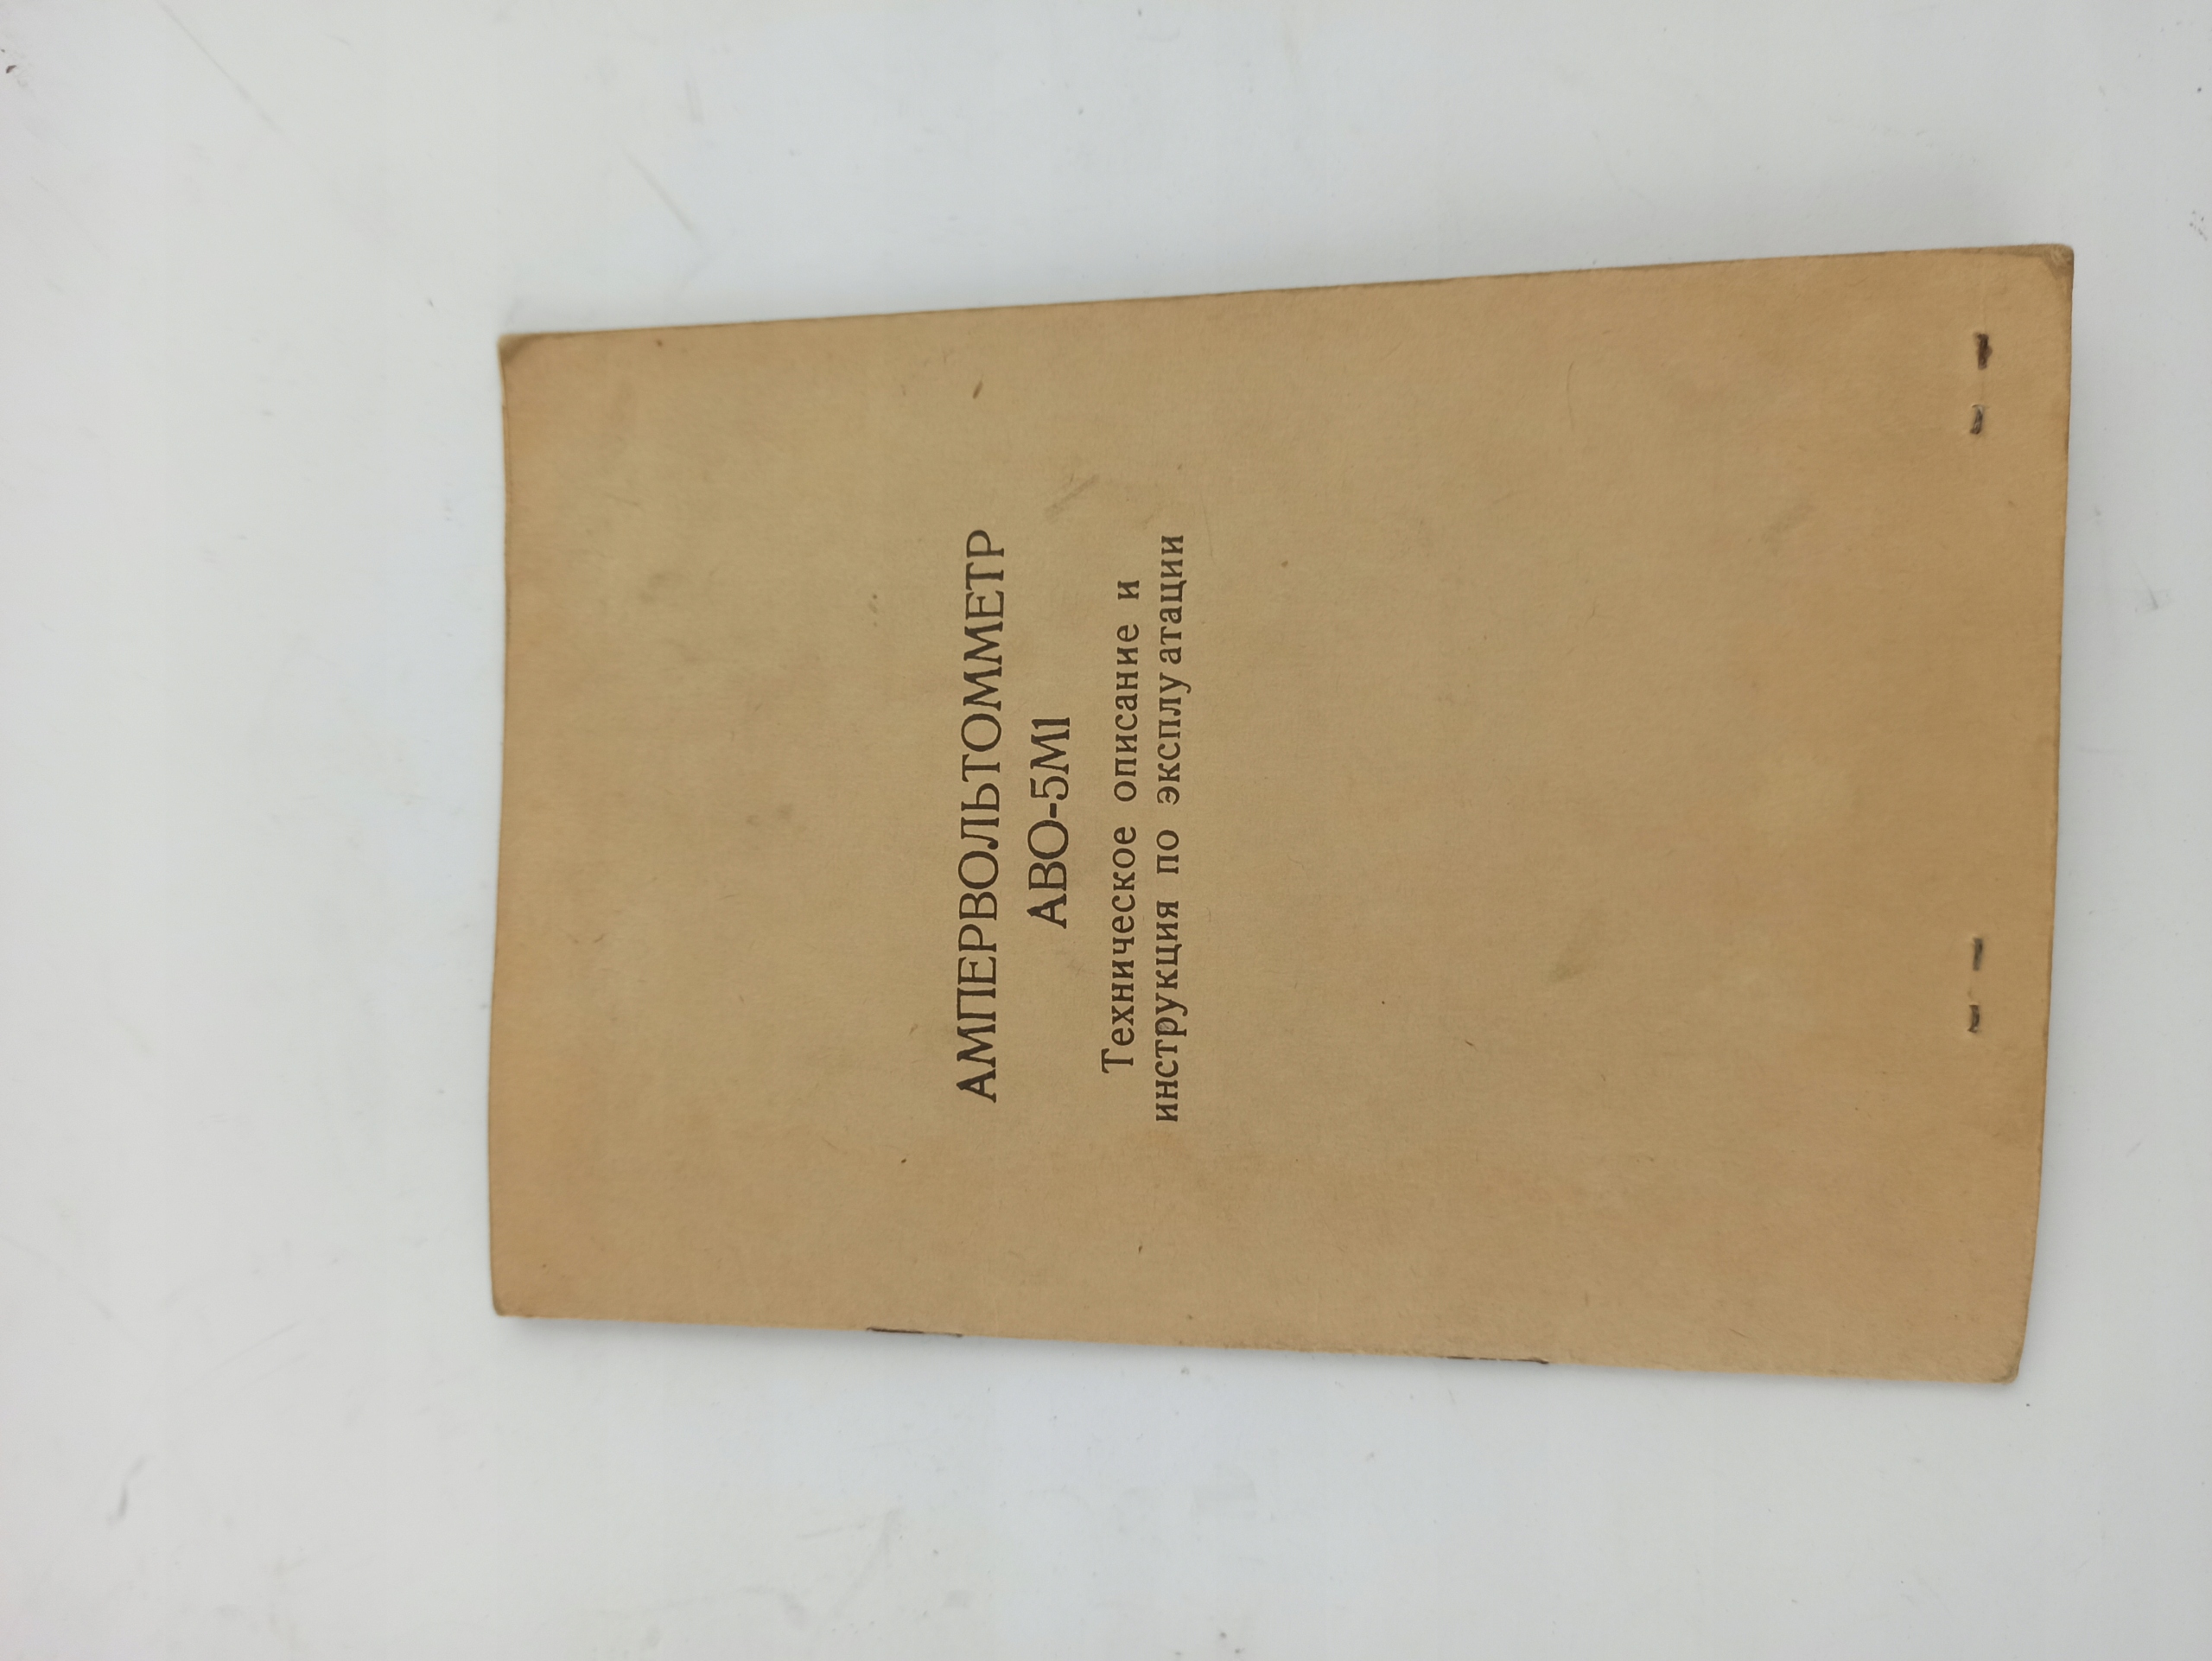 АМПЕРВОЛЬТОММЕТР
АВО-5М1
Техническое описание и
инструкция по эксплуатации